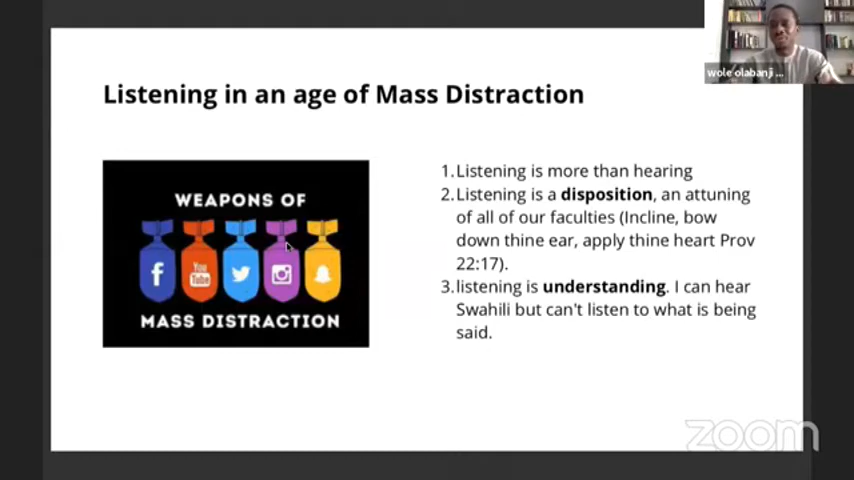 wole olabanji ...
Listening in an age of Mass Distraction
WEAPONS OF
f
You
Tube
MASS DISTRACTION
1. Listening is more than hearing
2. Listening is a disposition, an attuning
of all of our faculties (Incline, bow
down thine ear, apply thine heart Prov
22:17).
3. listening is understanding. I can hear
Swahili but can't listen to what is being
said.
zoom